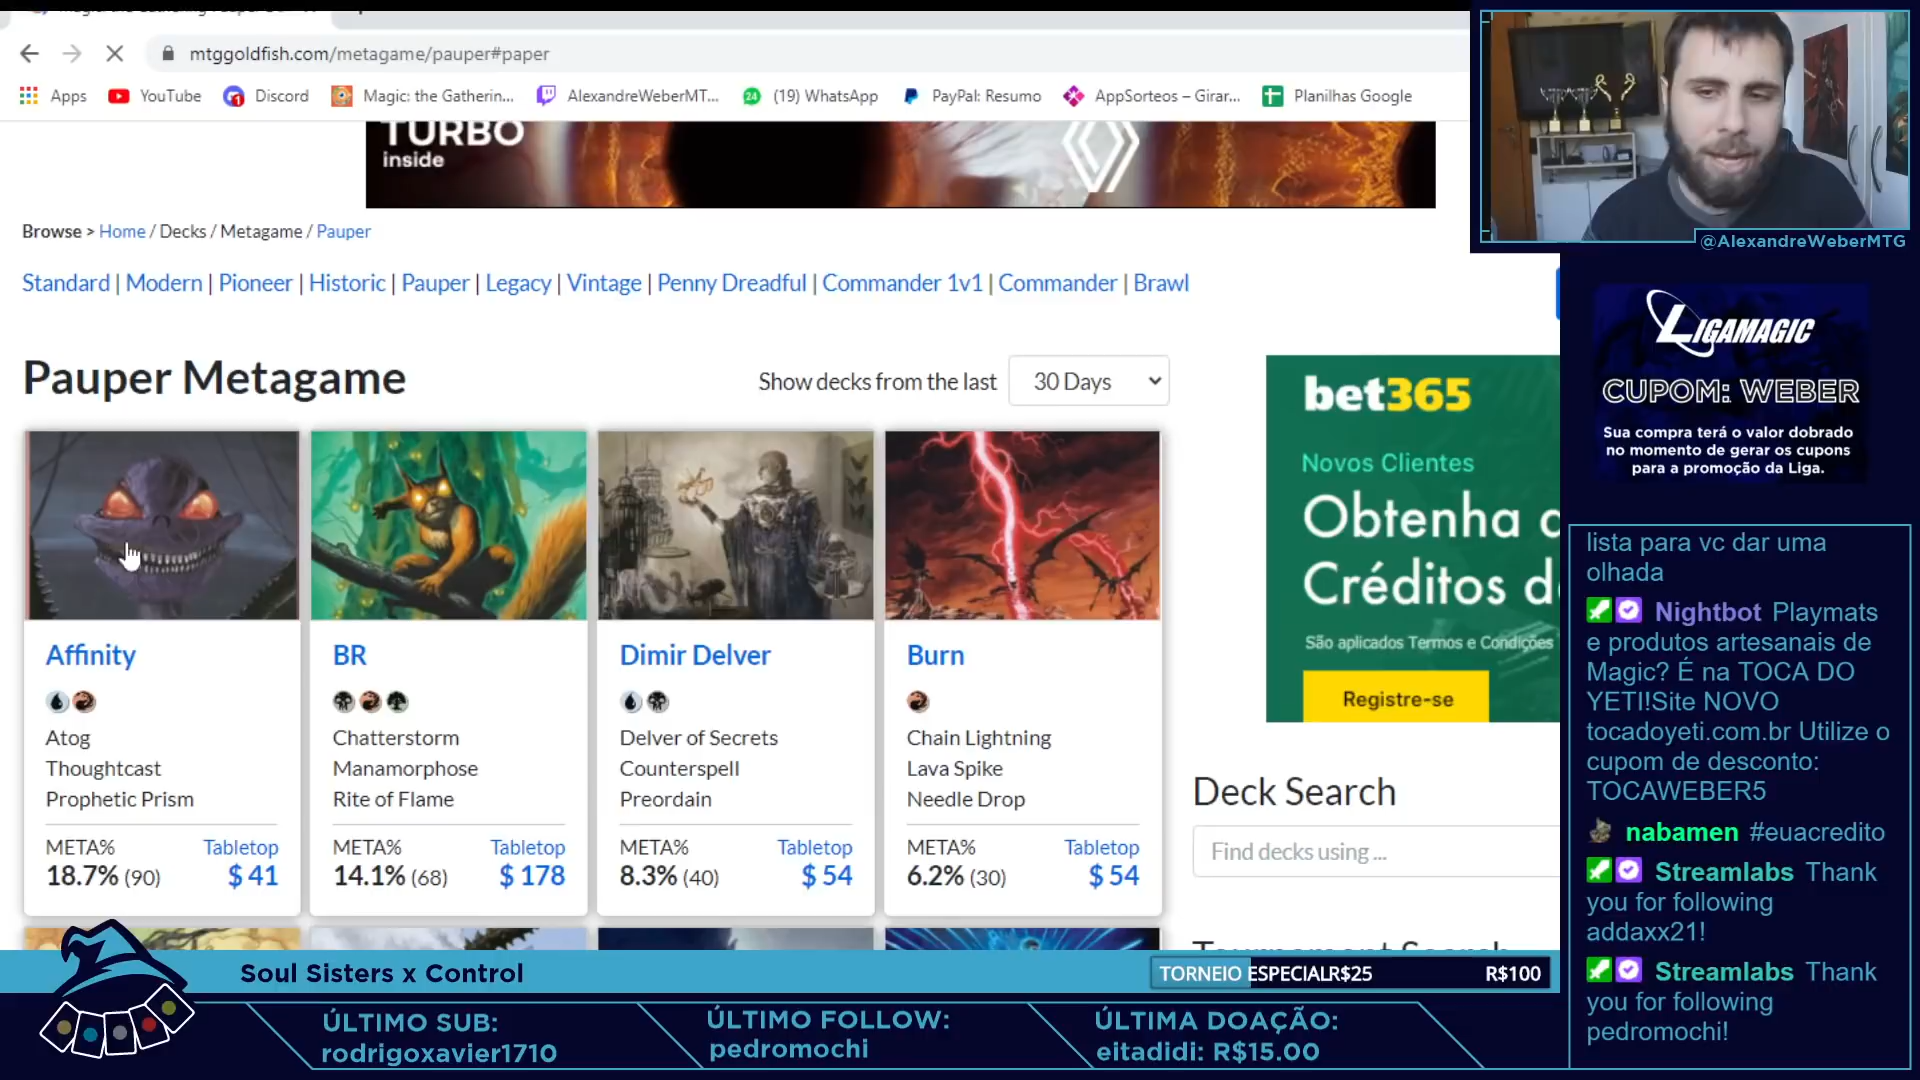 mtggoldfish.com/metagame/pauper#paper
Apps YouTube Discord Magic: the Gatherin... AlexandreWeberMT... (19) WhatsApp PayPal: Resumo AppSorteos – Girar... Planilhas Google
TURBO
inside
@AlexandreWeberMTG
Browse > Home / Decks / Metagame / Pauper
Standard | Modern | Pioneer | Historic | Pauper | Legacy | Vintage | Penny Dreadful | Commander 1v1 | Commander | Brawl
Pauper Metagame
Show decks from the last 30 Days
Affinity
Atog
Thoughtcast
Prophetic Prism
META% Tabletop
18.7% (90) $ 41
BR
Chatterstorm
Manamorphose
Rite of Flame
META% Tabletop
14.1% (68) $ 178
Dimir Delver
Delver of Secrets
Counterspell
Preordain
META% Tabletop
8.3% (40) $ 54
Burn
Chain Lightning
Lava Spike
Needle Drop
META% Tabletop
6.2% (30) $ 54
bet365
Novos Clientes
Obtenha
Créditos
São aplicados Termos e Condições
Registre-se
Deck Search
Find decks using ...
Tournament Search
LIGAMAGIC
CUPOM: WEBER
Sua compra terá o valor dobrado
no momento de gerar os cupons
para a promoção da Liga.
lista para vc dar uma
olhada
Nightbot Playmats
e produtos artesanais de
Magic? É na TOCA DO
YETI!Site NOVO
tocadoyeti.com.br Utilize o
cupom de desconto:
TOCAWEBER5
nabamen #euacredito
Streamlabs Thank
you for following
addaxx21!
Streamlabs Thank
you for following
pedromochi!
Soul Sisters x Control
TORNEIO ESPECIALR$25 R$100
ÚLTIMO SUB:
rodrigoxavier1710
ÚLTIMO FOLLOW:
pedromochi
ÚLTIMA DOAÇÃO:
eitadidi: R$15.00